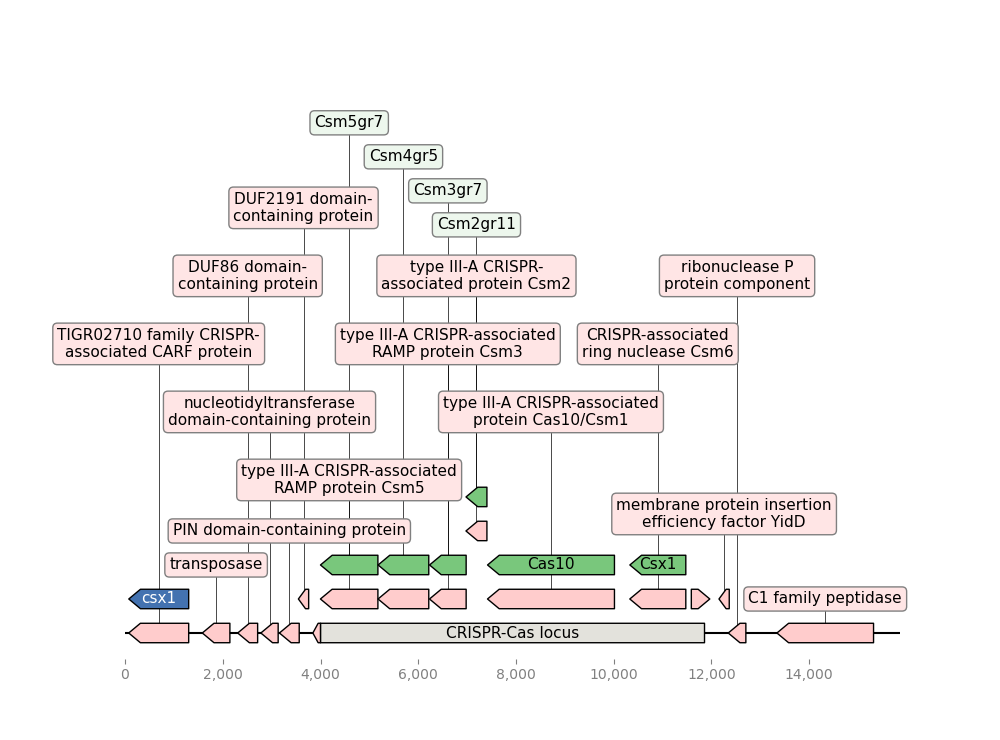 Csm5gr7
Csm4gr5
Csm3gr7
DUF2191 domain-
containing protein
Csm2gr11
DUF86 domain-
containing protein
type III-A CRISPR-
associated protein Csm2
ribonuclease P
protein component
TIGR02710 family CRISPR-
associated CARF protein
type III-A CRISPR-associated
RAMP protein Csm3
CRISPR-associated
ring nuclease Csm6
nucleotidyltransferase
domain-containing protein
type III-A CRISPR-associated
protein Cas10/Csm1
type III-A CRISPR-associated
RAMP protein Csm5
membrane protein insertion
efficiency factor YidD
PIN domain-containing protein
transposase
Cas10
Csx1
csx1
C1 family peptidase
CRISPR-Cas locus
0
2,000
4,000
6,000
8,000
10,000
12,000
14,000